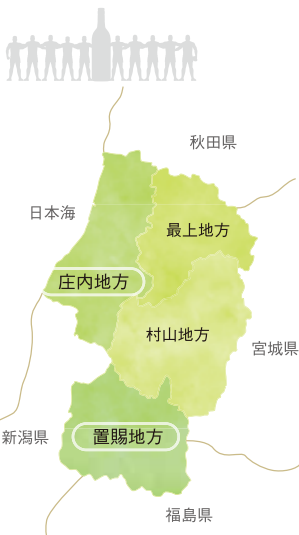 秋田県
日本海
最上地方
庄内地方
村山地方
宮城県
新潟県
置賜地方
福島県